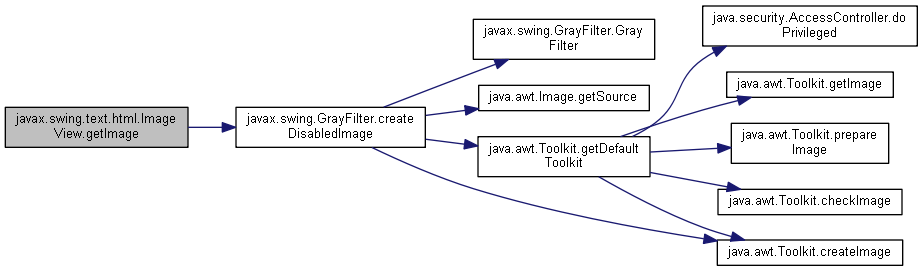 javax.swing.text.html.Image
View.getImage
javax.swing.GrayFilter.create
DisabledImage
javax.swing.GrayFilter.Gray
Filter
java.awt.Image.getSource
java.awt.Toolkit.getDefault
Toolkit
java.security.AccessController.do
Privileged
java.awt.Toolkit.getImage
java.awt.Toolkit.prepare
Image
java.awt.Toolkit.checkImage
java.awt.Toolkit.createImage